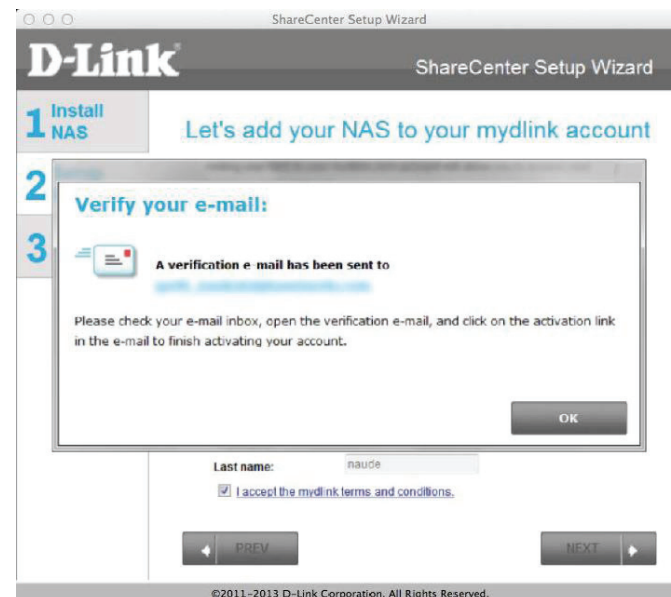 ShareCenter Setup Wizard
D-Link
ShareCenter Setup Wizard
1 Install
NAS
Let's add your NAS to your mydlink account
2
3
Verify your e-mail:
A verification e-mail has been sent to
Please check your e-mail inbox, open the verification e-mail, and click on the activation link
in the e-mail to finish activating your account.
OK
Last name: naude
I accept the mydlink terms and conditions.
PREV
NEXT
©2011-2013 D-Link Corporation. All Rights Reserved.